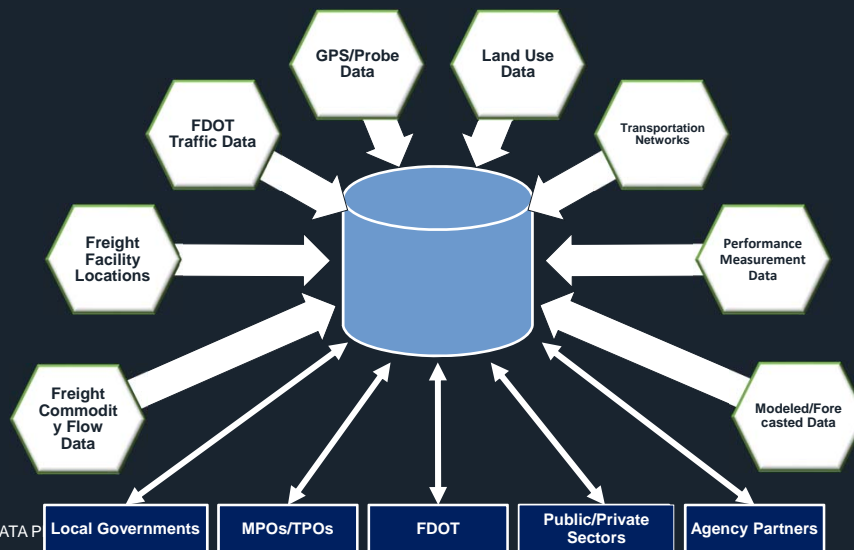 GPS/Probe
Data
Land Use
Data
FDOT
Traffic Data
Transportation
Networks
Freight
Facility
Locations
Performance
Measurement
Data
Freight
Commodit
y Flow
Data
Modeled/Fore
casted Data
ATA P
Local Governments
MPOs/TPOs
FDOT
Public/Private
Sectors
Agency Partners